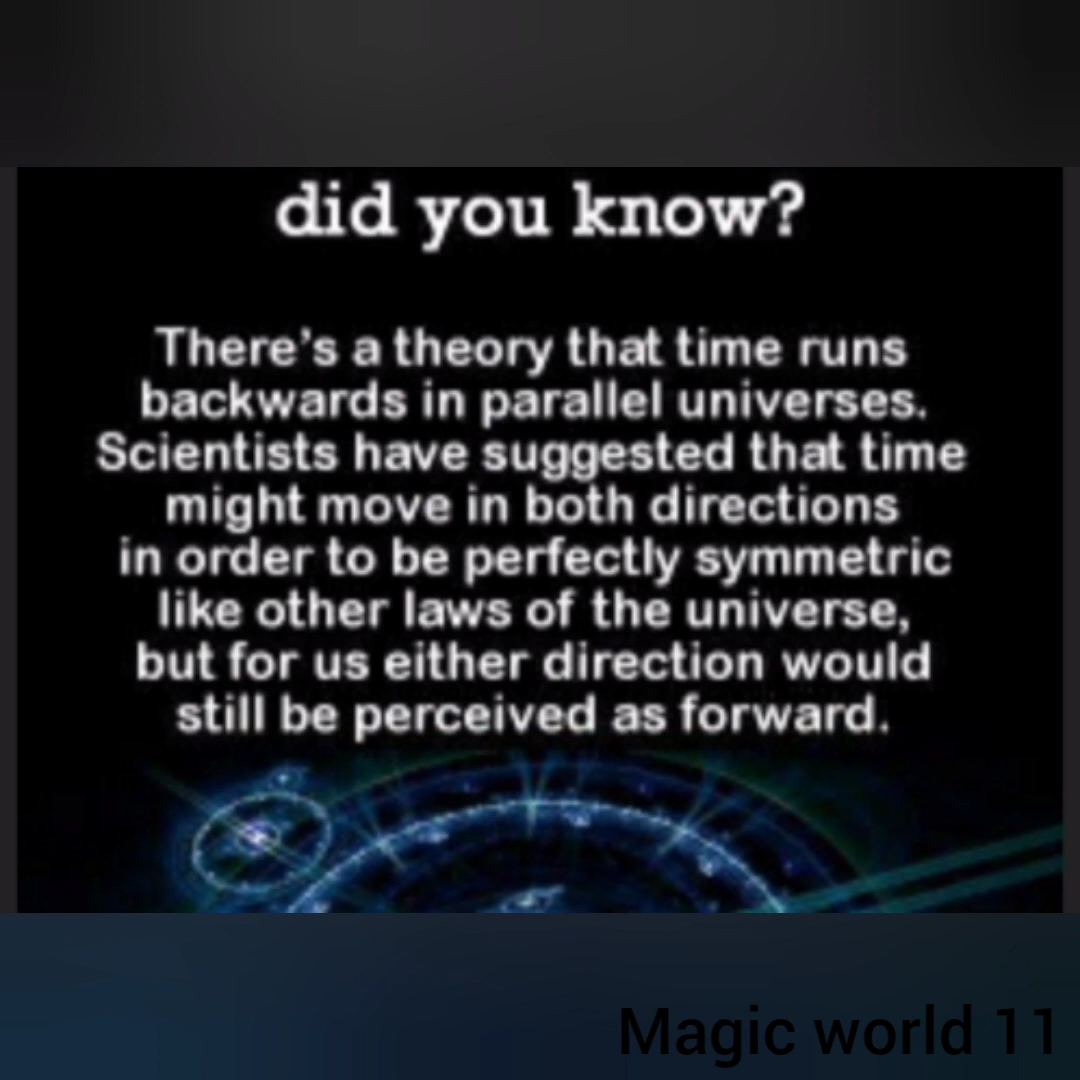 did you know?
There's a theory that time runs
backwards in parallel universes.
Scientists have suggested that time
might move in both directions
in order to be perfectly symmetric
like other laws of the universe,
but for us either direction would
still be perceived as forward.
Magic world 11